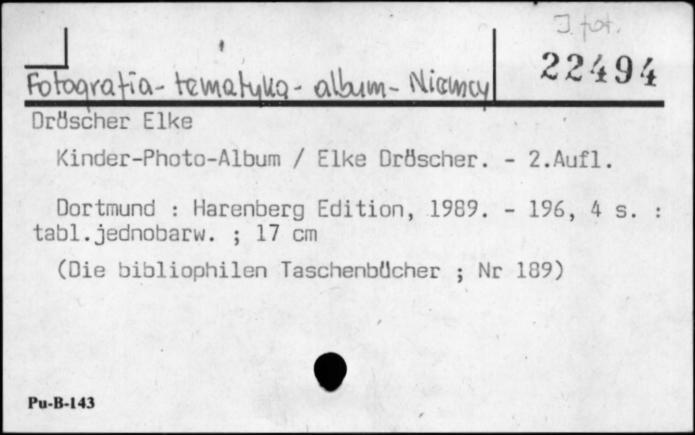 J. fot.
22494
Fotografia - tematyka - album - Niemcy
Dröscher Elke
Kinder-Photo-Album / Elke Dröscher. - 2.Aufl.
Dortmund : Harenberg Edition, 1989. - 196, 4 s. :
tabl.jednobarw. ; 17 cm
(Die bibliophilen Taschenbücher ; Nr 189)
Pu-B-143